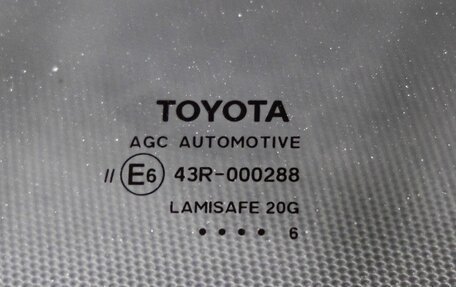 TOYOTA
AGC AUTOMOTIVE
// E6 43R-000288
LAMISAFE 20G
•••• 6